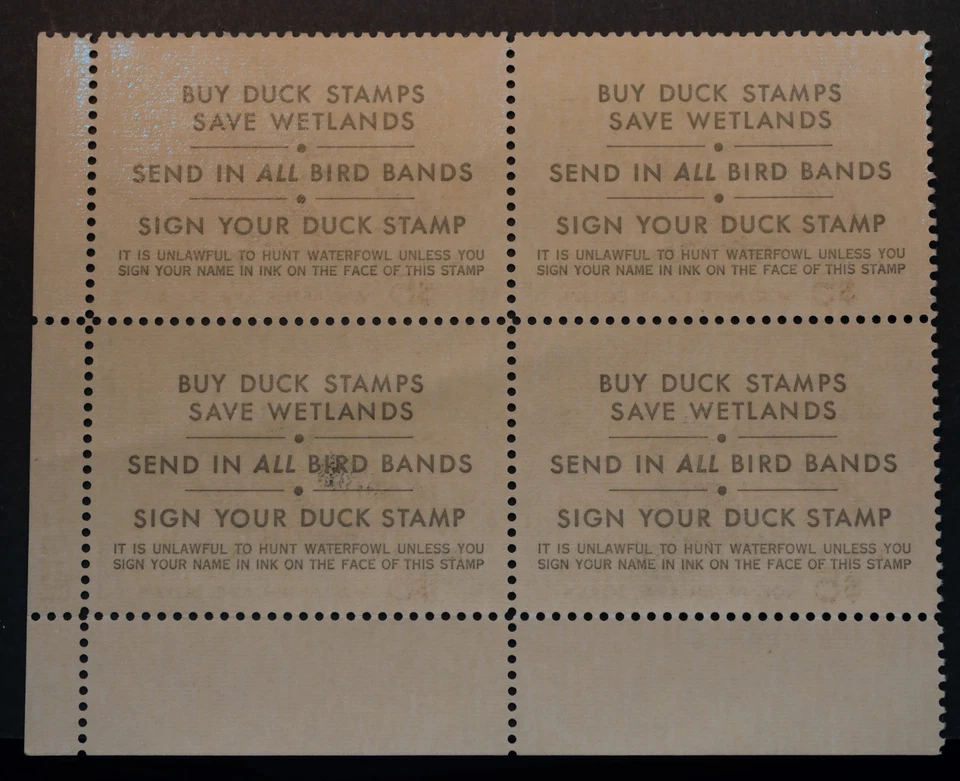 BUY DUCK STAMPS
SAVE WETLANDS
SEND IN ALL BIRD BANDS
SIGN YOUR DUCK STAMP
IT IS UNLAWFUL TO HUNT WATERFOWL UNLESS YOU
SIGN YOUR NAME IN INK ON THE FACE OF THIS STAMP
BUY DUCK STAMPS
SAVE WETLANDS
SEND IN ALL BIRD BANDS
SIGN YOUR DUCK STAMP
IT IS UNLAWFUL TO HUNT WATERFOWL UNLESS YOU
SIGN YOUR NAME IN INK ON THE FACE OF THIS STAMP
BUY DUCK STAMPS
SAVE WETLANDS
SEND IN ALL BIRD BANDS
SIGN YOUR DUCK STAMP
IT IS UNLAWFUL TO HUNT WATERFOWL UNLESS YOU
SIGN YOUR NAME IN INK ON THE FACE OF THIS STAMP
BUY DUCK STAMPS
SAVE WETLANDS
SEND IN ALL BIRD BANDS
SIGN YOUR DUCK STAMP
IT IS UNLAWFUL TO HUNT WATERFOWL UNLESS YOU
SIGN YOUR NAME IN INK ON THE FACE OF THIS STAMP